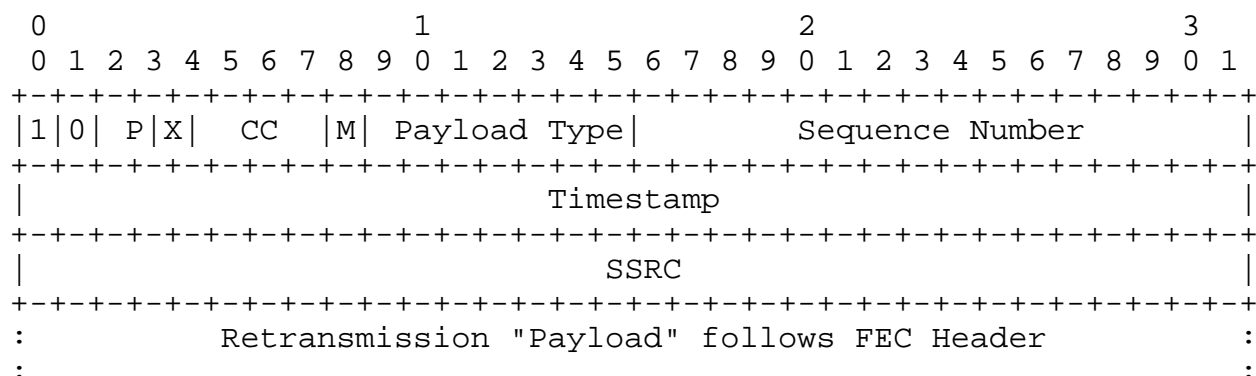 0                   1                   2                   3
 0 1 2 3 4 5 6 7 8 9 0 1 2 3 4 5 6 7 8 9 0 1 2 3 4 5 6 7 8 9 0 1
+-+-+-+-+-+-+-+-+-+-+-+-+-+-+-+-+-+-+-+-+-+-+-+-+-+-+-+-+-+-+-+-+
|1|0| P|X|  CC   |M| Payload Type|        Sequence Number        |
+-+-+-+-+-+-+-+-+-+-+-+-+-+-+-+-+-+-+-+-+-+-+-+-+-+-+-+-+-+-+-+-+
|                           Timestamp                           |
+-+-+-+-+-+-+-+-+-+-+-+-+-+-+-+-+-+-+-+-+-+-+-+-+-+-+-+-+-+-+-+-+
|                              SSRC                             |
+-+-+-+-+-+-+-+-+-+-+-+-+-+-+-+-+-+-+-+-+-+-+-+-+-+-+-+-+-+-+-+-+
:          Retransmission "Payload" follows FEC Header          :
:                                                               :